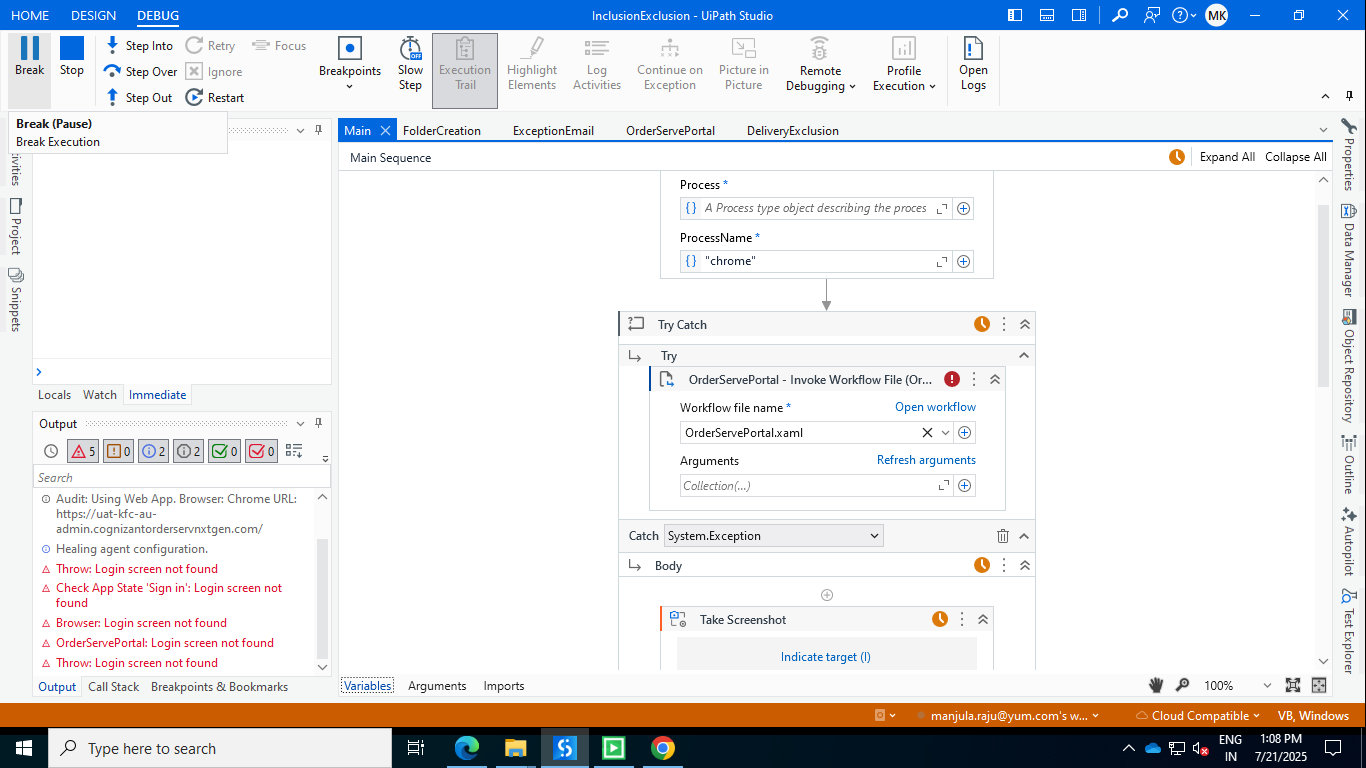 HOME DESIGN DEBUG InclusionExclusion - UiPath Studio MK
Break Stop Step Into Step Over Step Out Retry Ignore Restart Focus
Breakpoints Slow Step OFF Execution Trail Highlight Elements Log Activities Continue on Exception Picture in Picture Remote Debugging Profile Execution Open Logs
Break (Pause)
Break Execution
Main FolderCreation ExceptionEmail OrderServePortal DeliveryExclusion
Main Sequence Expand All Collapse All
Project
Snippets
Locals Watch Immediate
Output
5 0 2 2 0 0
Search
Audit: Using Web App. Browser: Chrome URL:
https://uat-kfc-au-
admin.cognizantorderservnxtgen.com/
Healing agent configuration.
Throw: Login screen not found
Check App State 'Sign in': Login screen not
found
Browser: Login screen not found
OrderServePortal: Login screen not found
Throw: Login screen not found
Output Call Stack Breakpoints & Bookmarks
Process *
{} A Process type object describing the proces
ProcessName *
{} "chrome"
Try Catch
Try
OrderServePortal - Invoke Workflow File (Or...
Workflow file name * Open workflow
OrderServePortal.xaml
Arguments Refresh arguments
Collection(...)
Catch System.Exception
Body
Take Screenshot
Indicate target (I)
Variables Arguments Imports 100%
Properties
Data Manager
Object Repository
Outline
Autopilot
Test Explorer
manjula.raju@yum.com's w... Cloud Compatible VB, Windows
Type here to search
ENG
IN
1:08 PM
7/21/2025